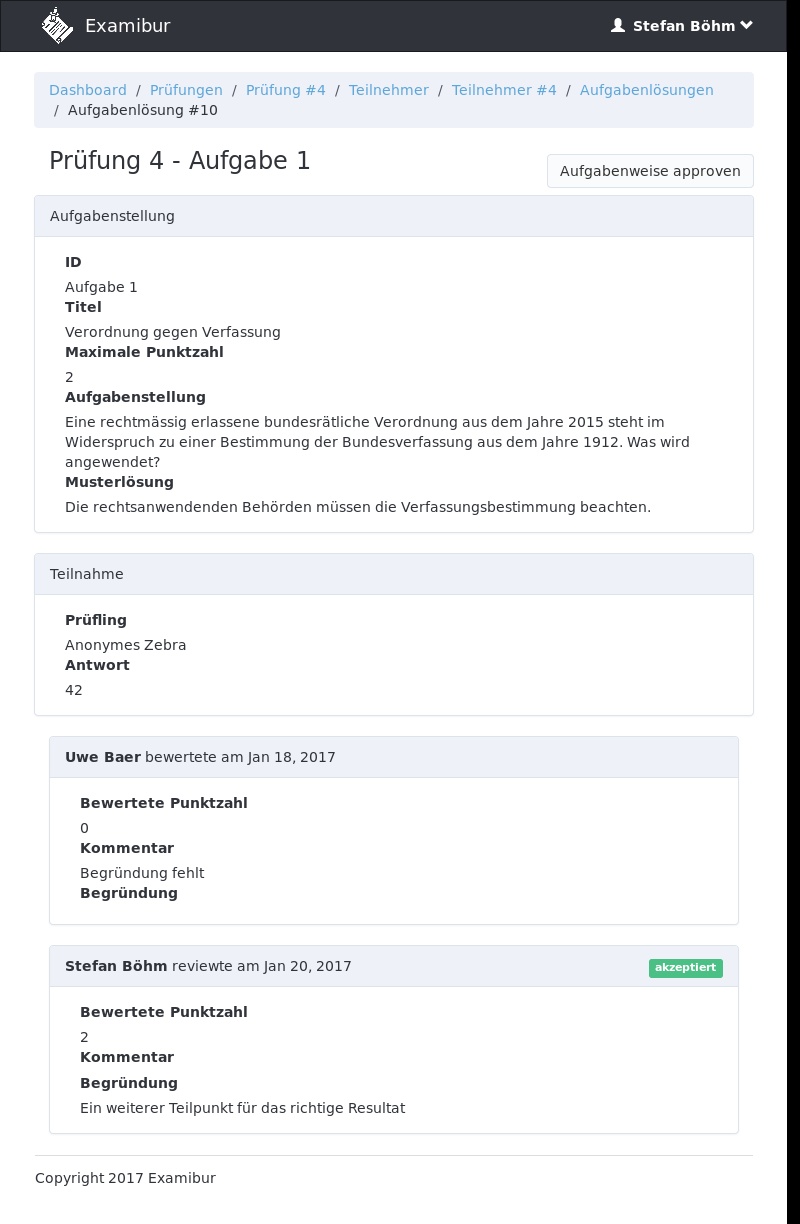 Examibur
Stefan Böhm
Dashboard / Prüfungen / Prüfung #4 / Teilnehmer / Teilnehmer #4 / Aufgabenlösungen
/ Aufgabenlösung #10
Prüfung 4 - Aufgabe 1
Aufgabenweise approven
Aufgabenstellung
ID
Aufgabe 1
Titel
Verordnung gegen Verfassung
Maximale Punktzahl
2
Aufgabenstellung
Eine rechtmässig erlassene bundesrätliche Verordnung aus dem Jahre 2015 steht im
Widerspruch zu einer Bestimmung der Bundesverfassung aus dem Jahre 1912. Was wird
angewendet?
Musterlösung
Die rechtsanwendenden Behörden müssen die Verfassungsbestimmung beachten.
Teilnahme
Prüfling
Anonymes Zebra
Antwort
42
Uwe Baer bewertete am Jan 18, 2017
Bewertete Punktzahl
0
Kommentar
Begründung fehlt
Begründung
Stefan Böhm reviewte am Jan 20, 2017
akzeptiert
Bewertete Punktzahl
2
Kommentar
Begründung
Ein weiterer Teilpunkt für das richtige Resultat
Copyright 2017 Examibur